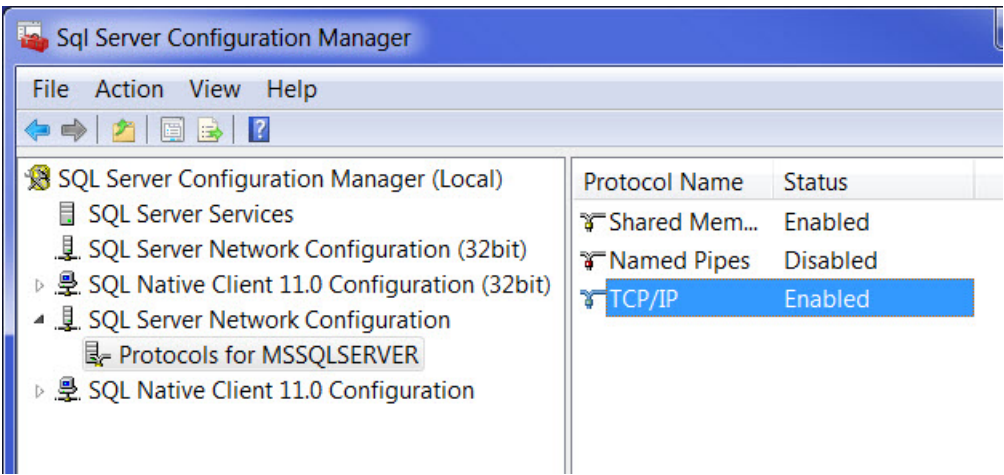 Sql Server Configuration Manager
File Action View Help
SQL Server Configuration Manager (Local)
SQL Server Services
SQL Server Network Configuration (32bit)
SQL Native Client 11.0 Configuration (32bit)
SQL Server Network Configuration
Protocols for MSSQLSERVER
SQL Native Client 11.0 Configuration
Protocol Name Status
Shared Mem... Enabled
Named Pipes Disabled
TCP/IP Enabled